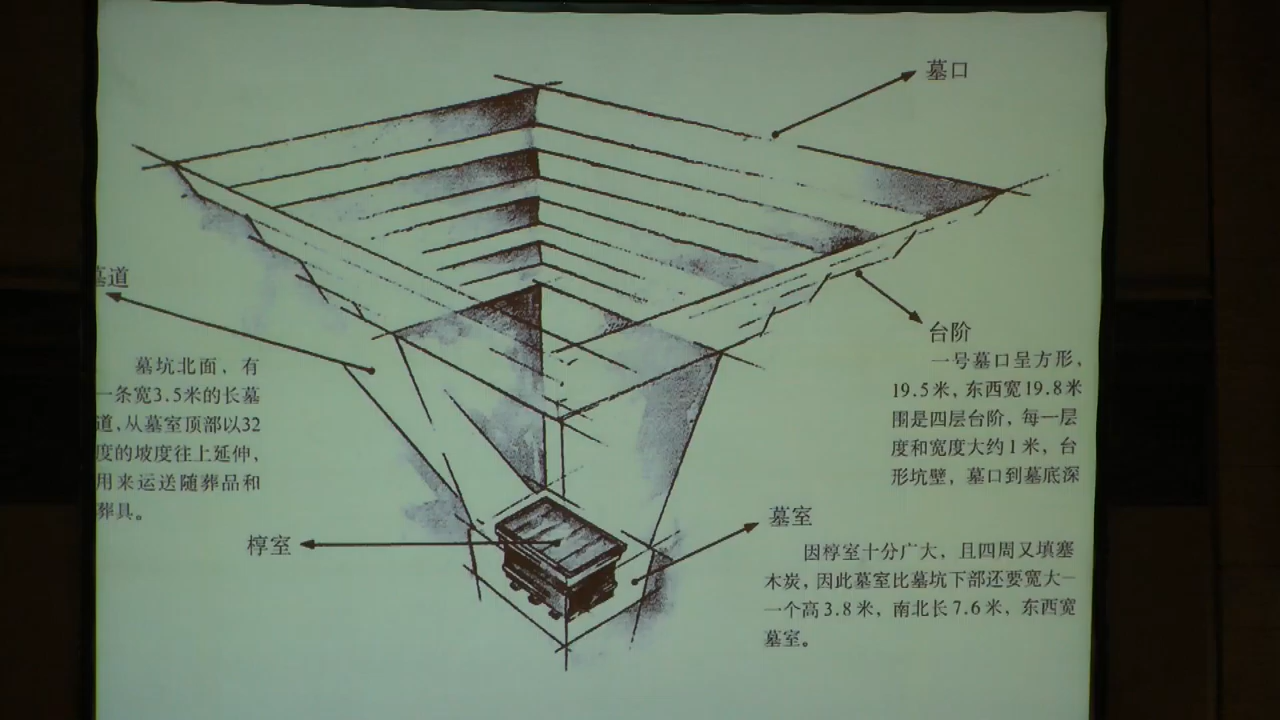 墓口
墓道
墓坑北面，有
一条宽3.5米的长墓
道，从墓室顶部以32
度的坡度往上延伸，
用来运送随葬品和
葬具。
台阶
一号墓口呈方形，
19.5米，东西宽19.8米
围是四层台阶，每一层
度和宽度大约1米，台
形坑壁，墓口到墓底深
椁室
墓室
因椁室十分广大，且四周又填塞
木炭，因此墓室比墓坑下部还要宽大一
一个高3.8米，南北长7.6米，东西宽
墓室。